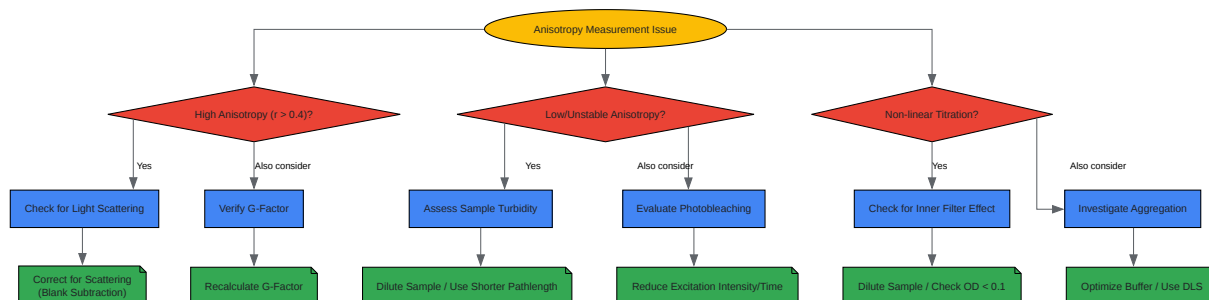 Anisotropy Measurement Issue
High Anisotropy (r > 0.4)?
Low/Unstable Anisotropy?
Non-linear Titration?
Yes
Also consider
Yes
Also consider
Yes
Also consider
Check for Light Scattering
Verify G-Factor
Assess Sample Turbidity
Evaluate Photobleaching
Check for Inner Filter Effect
Investigate Aggregation
Correct for Scattering
(Blank Subtraction)
Recalculate G-Factor
Dilute Sample / Use Shorter Pathlength
Reduce Excitation Intensity/Time
Dilute Sample / Check OD < 0.1
Optimize Buffer / Use DLS